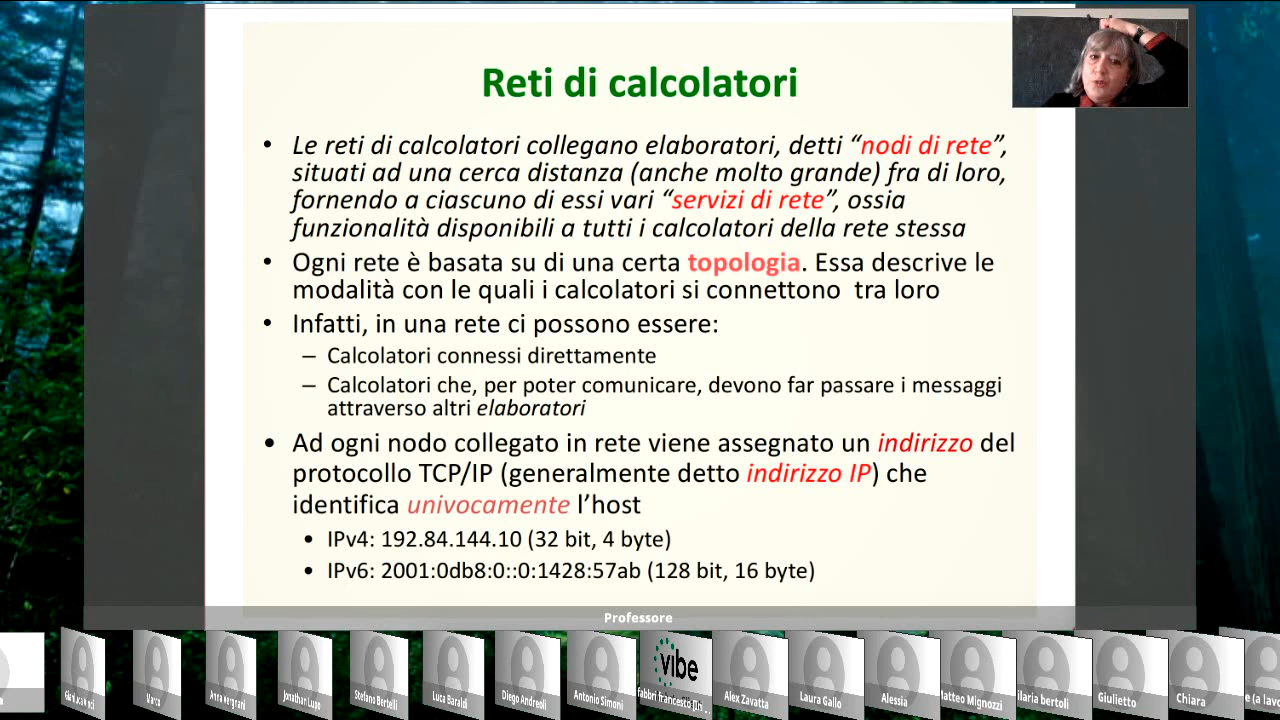 Reti di calcolatori
• Le reti di calcolatori collegano elaboratori, detti “nodi di rete”,
situati ad una cerca distanza (anche molto grande) fra di loro,
fornendo a ciascuno di essi vari “servizi di rete”, ossia
funzionalità disponibili a tutti i calcolatori della rete stessa
• Ogni rete è basata su di una certa topologia. Essa descrive le
modalità con le quali i calcolatori si connettono tra loro
• Infatti, in una rete ci possono essere:
– Calcolatori connessi direttamente
– Calcolatori che, per poter comunicare, devono far passare i messaggi
attraverso altri elaboratori
• Ad ogni nodo collegato in rete viene assegnato un indirizzo del
protocollo TCP/IP (generalmente detto indirizzo IP) che
identifica univocamente l’host
• IPv4: 192.84.144.10 (32 bit, 4 byte)
• IPv6: 2001:0db8:0::0:1428:57ab (128 bit, 16 byte)
Professore
vibe
Marco
Anna vergnani
Jonathan Lupo
Stefano Bertelli
Luca Baraldi
Diego Andreoli
Antonio Simoni
Alex Zavatta
Laura Gallo
Alessia
Matteo Mignozzi
ilaria bertoli
Giulietto
Chiara